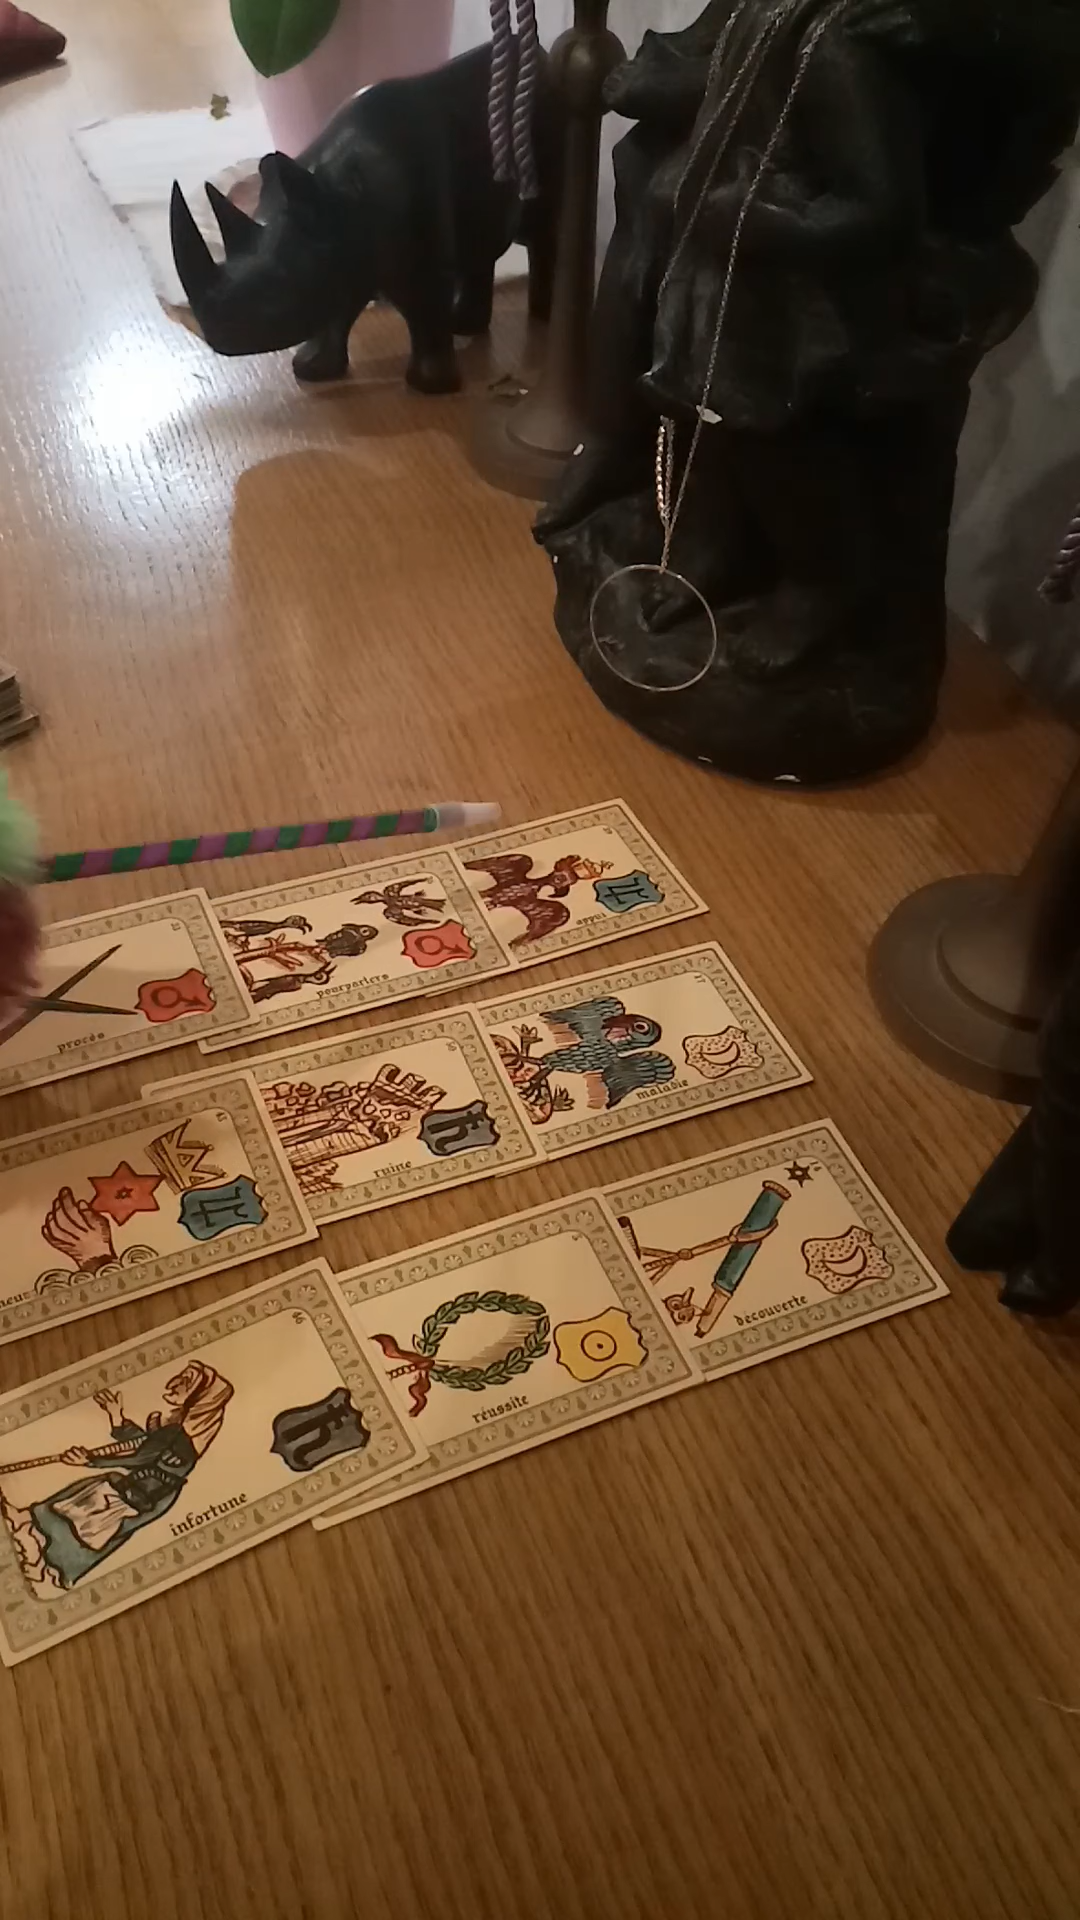 appui
pourparlers
procès
maladie
ruine
découverte
réussite
infortune